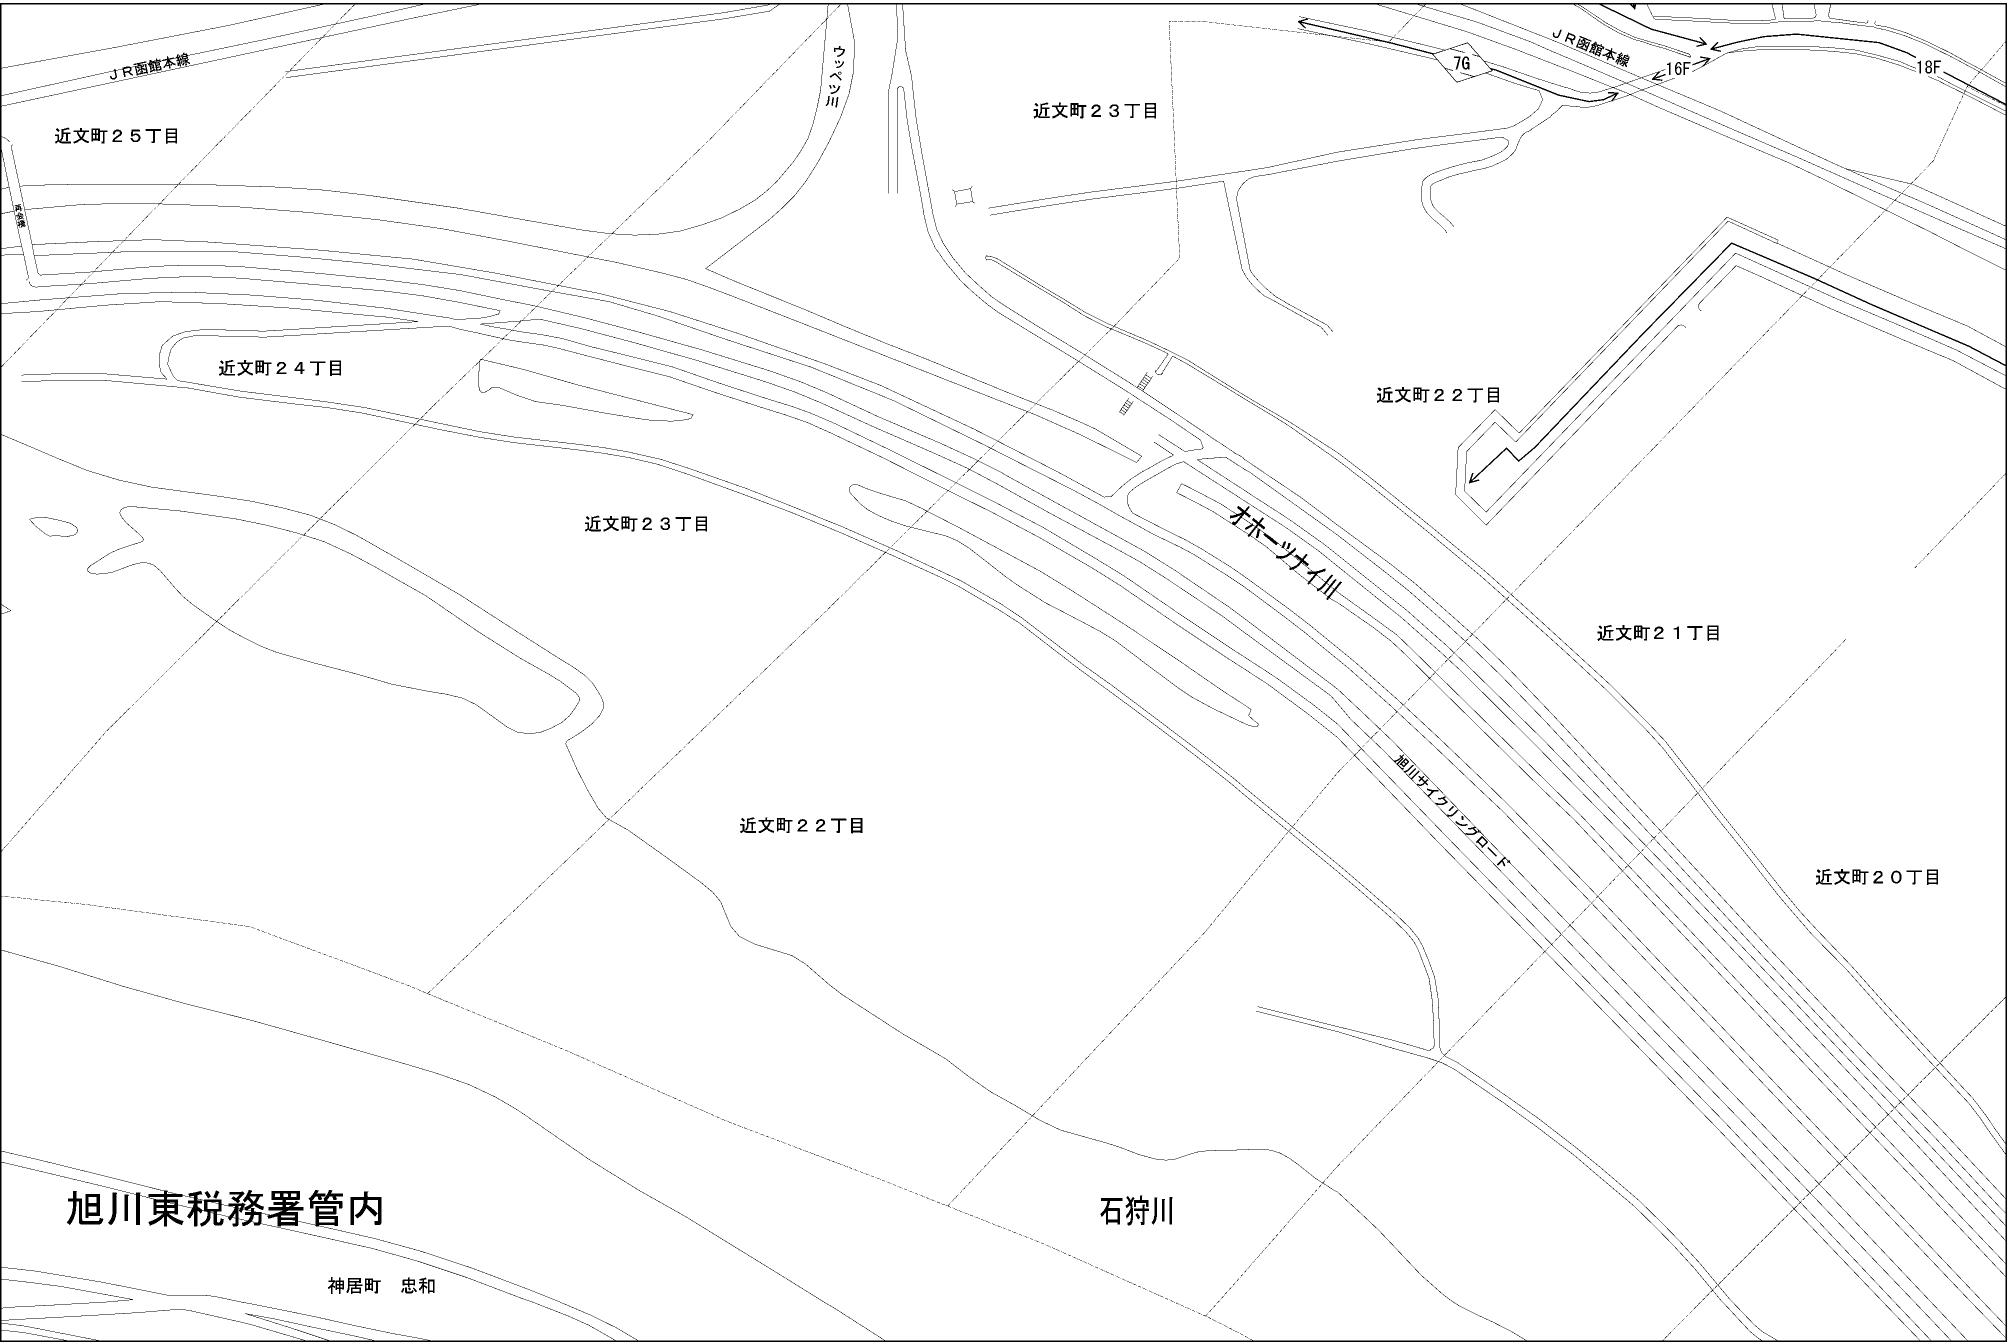 ＪＲ函館本線
ウッペツ川
ＪＲ函館本線
7G
16F
18F
近文町２３丁目
近文町２５丁目
近文町２４丁目
近文町２２丁目
近文町２３丁目
オホーツナイ川
近文町２１丁目
旭川サイクリングロード
近文町２２丁目
近文町２０丁目
旭川東税務署管内
石狩川
神居町　忠和